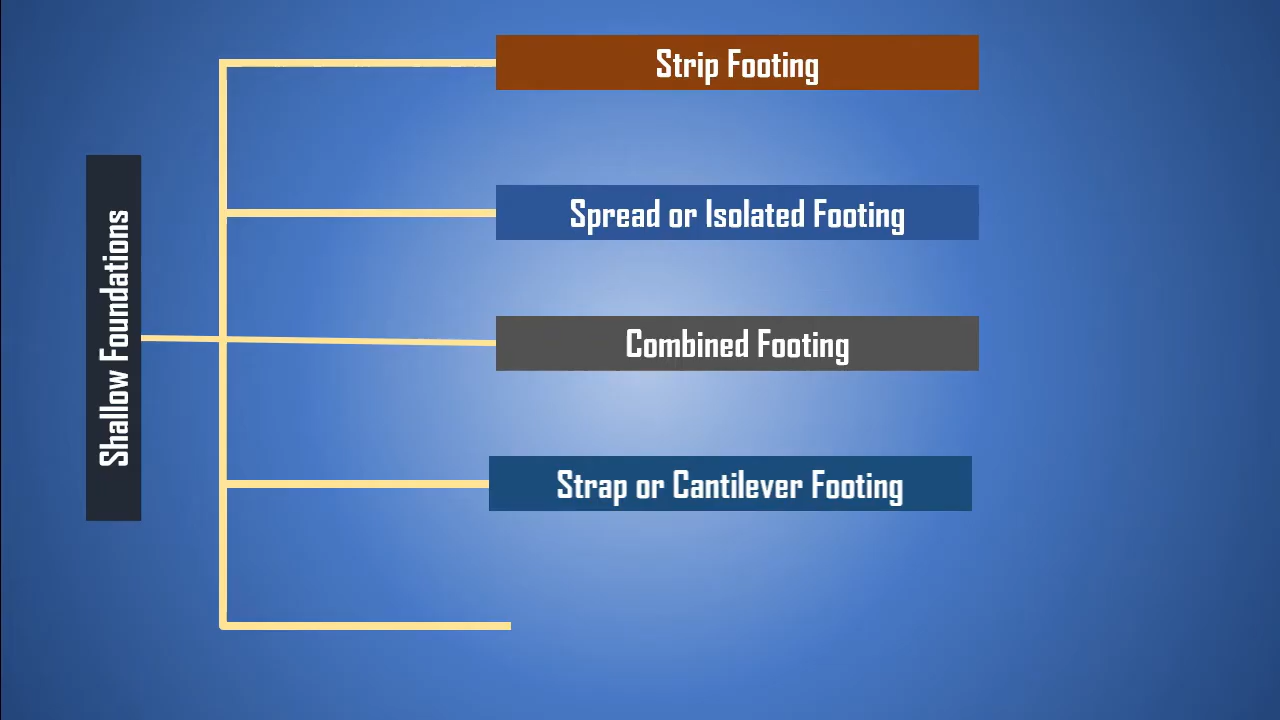 Shallow Foundations
Strip Footing
Spread or Isolated Footing
Combined Footing
Strap or Cantilever Footing